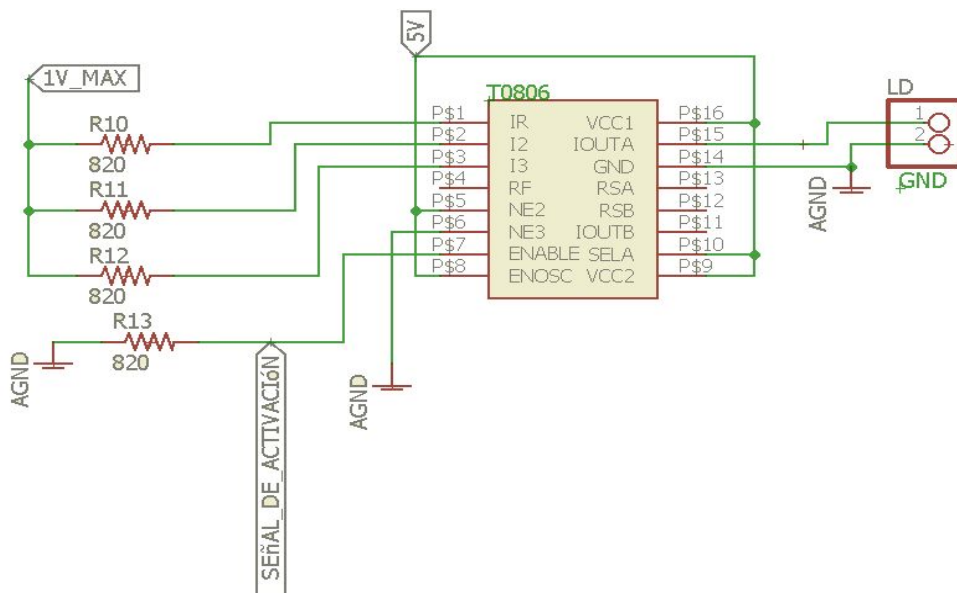 5V
1V_MAX
T0806
LD
R10
820
R11
820
R12
820
R13
820
P$1
P$2
P$3
P$4
P$5
P$6
P$7
P$8
IR
I2
I3
RF
NE2
NE3
ENABLE
ENOSC
VCC1
IOUTA
GND
RSA
RSB
IOUTB
SELA
VCC2
P$16
P$15
P$14
P$13
P$12
P$11
P$10
P$9
1
2
GND
AGND
AGND
AGND
SEñAL_DE_ACTIVACIóN